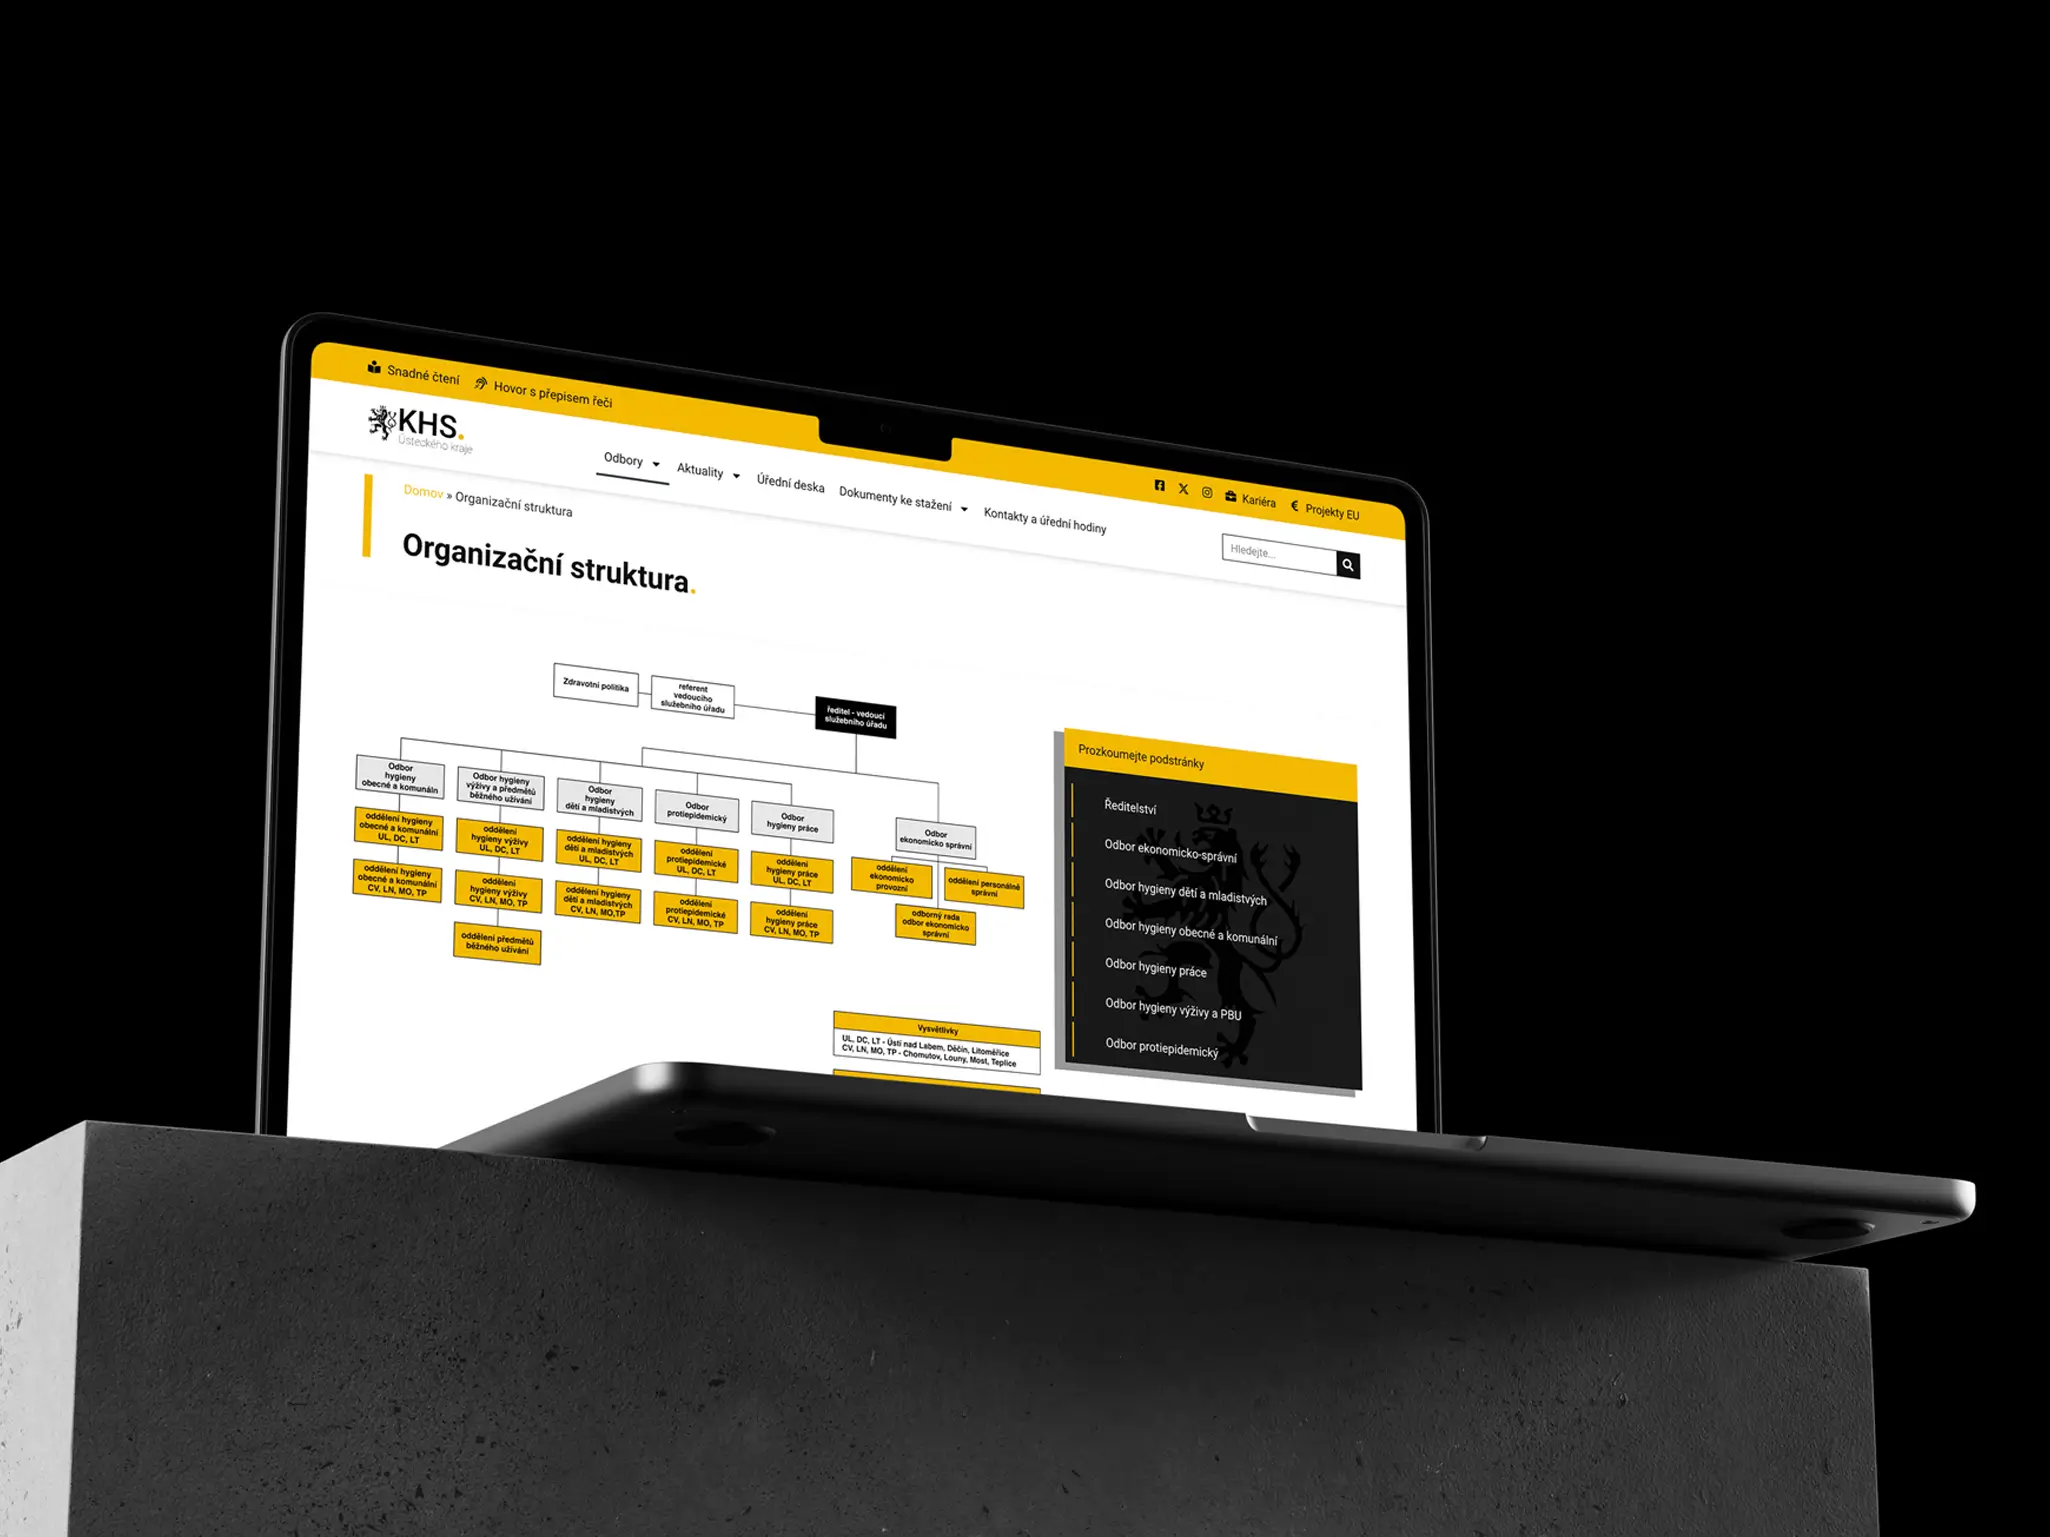 Snadné čtení
Hovor s přepisem řeči
Kariéra
Projekty EU
KHS.
Ústeckého kraje
Odbory
Aktuality
Úřední deska
Dokumenty ke stažení
Kontakty a úřední hodiny
Hledejte...
Domov » Organizační struktura
Organizační struktura.
Zdravotní politika
referent
vedoucího
služebního úřadu
ředitel - vedoucí
služebního úřadu
Odbor
hygieny
obecné a komunáln
Odbor hygieny
výživy a předmětů
běžného užívání
Odbor
hygieny
dětí a mladistvých
Odbor
protiepidemický
Odbor
hygieny práce
Odbor
ekonomicko správní
oddělení hygieny
obecné a komunální
UL, DC, LT
oddělení
hygieny výživy
UL, DC, LT
oddělení hygieny
dětí a mladistvých
UL, DC, LT
oddělení
protiepidemické
UL, DC, LT
oddělení
hygieny práce
UL, DC, LT
oddělení
ekonomicko
provozní
oddělení personálně
správní
oddělení hygieny
obecné a komunální
CV, LN, MO, TP
oddělení
hygieny výživy
CV, LN, MO, TP
oddělení hygieny
dětí a mladistvých
CV, LN, MO,TP
oddělení
protiepidemické
CV, LN, MO, TP
oddělení
hygieny práce
CV, LN, MO, TP
odborný rada
odbor ekonomicko
správní
oddělení předmětů
běžného užívání
Vysvětlivky
UL, DC, LT - Ústí nad Labem, Děčín, Litoměřice
CV, LN, MO, TP - Chomutov, Louny, Most, Teplice
Prozkoumejte podstránky
Ředitelství
Odbor ekonomicko-správní
Odbor hygieny dětí a mladistvých
Odbor hygieny obecné a komunální
Odbor hygieny práce
Odbor hygieny výživy a PBU
Odbor protiepidemický